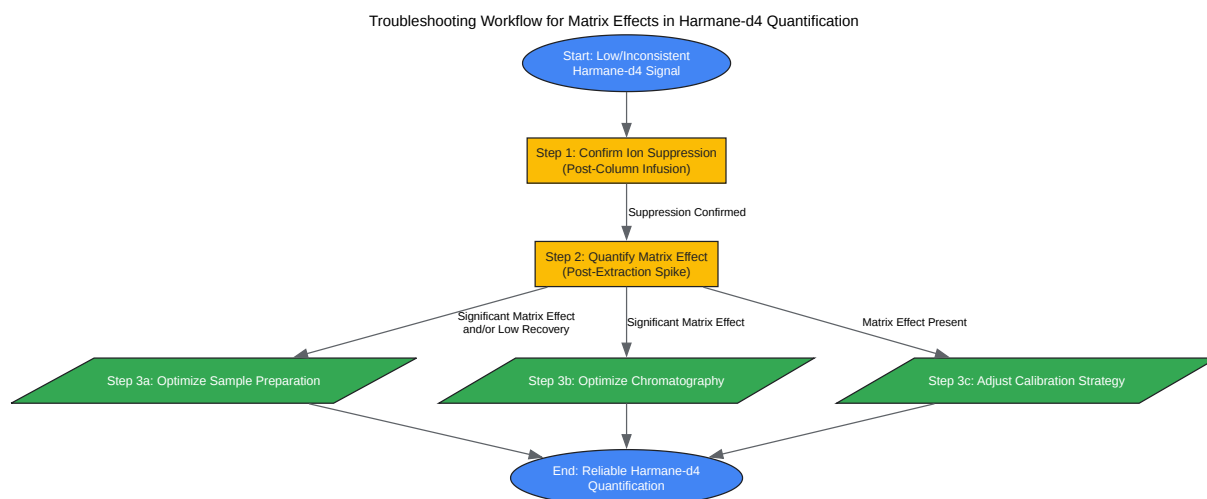 Troubleshooting Workflow for Matrix Effects in Harmane-d4 Quantification
Start: Low/Inconsistent
Harmane-d4 Signal
Step 1: Confirm Ion Suppression
(Post-Column Infusion)
Suppression Confirmed
Step 2: Quantify Matrix Effect
(Post-Extraction Spike)
Significant Matrix Effect
and/or Low Recovery
Significant Matrix Effect
Matrix Effect Present
Step 3a: Optimize Sample Preparation
Step 3b: Optimize Chromatography
Step 3c: Adjust Calibration Strategy
End: Reliable Harmane-d4
Quantification